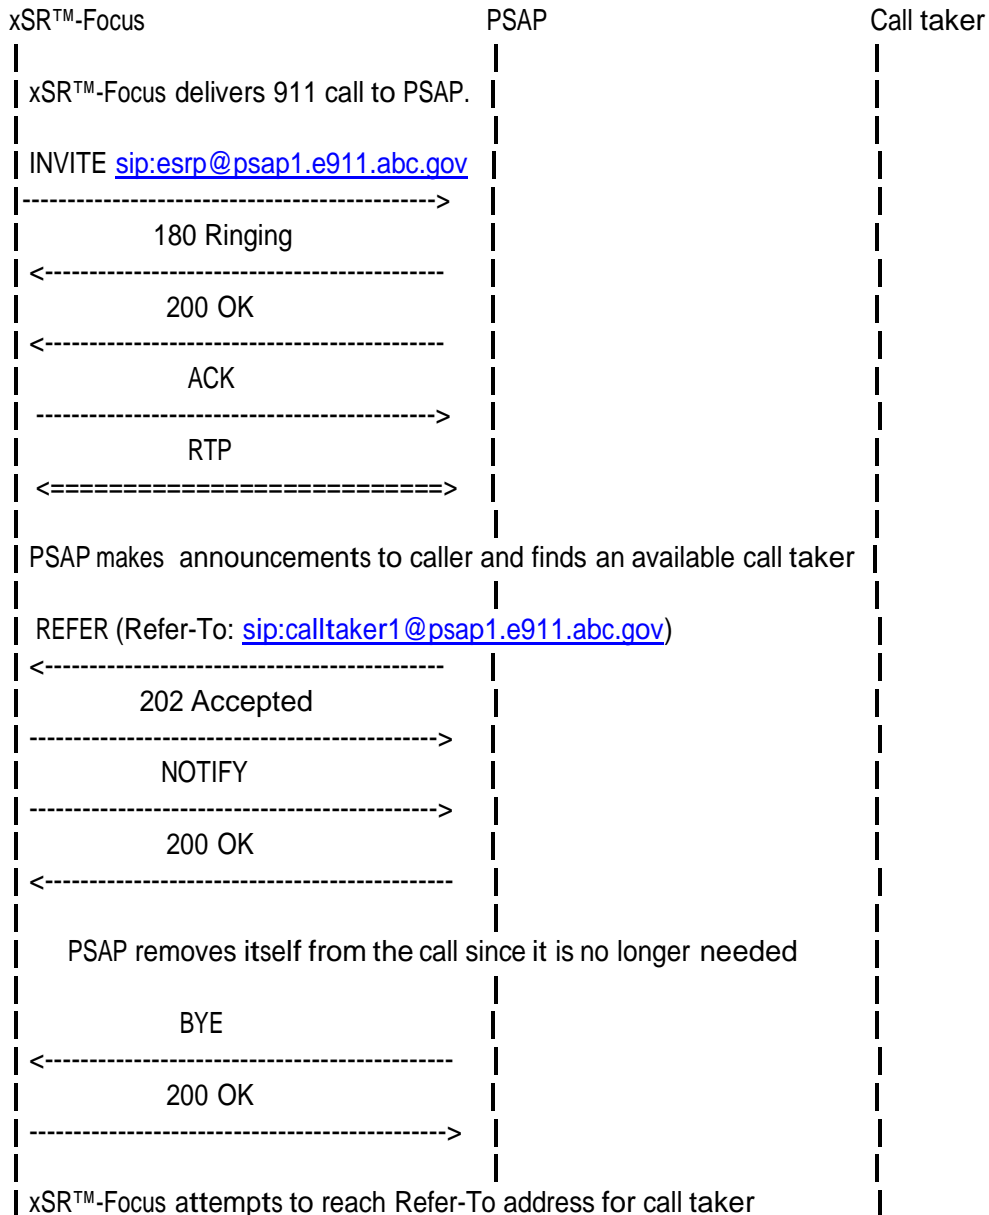 xSR™-Focus PSAP Call taker
xSR™-Focus delivers 911 call to PSAP.
INVITE sip:esrp@psap1.e911.abc.gov
---------------------------------------------->
180 Ringing
<--------------------------------------------
200 OK
<--------------------------------------------
ACK
-------------------------------------------->
RTP
<===========================>
PSAP makes announcements to caller and finds an available call taker
REFER (Refer-To: sip:calltaker1@psap1.e911.abc.gov)
<--------------------------------------------
202 Accepted
--------------------------------------------->
NOTIFY
--------------------------------------------->
200 OK
<---------------------------------------------
PSAP removes itself from the call since it is no longer needed
BYE
<---------------------------------------------
200 OK
---------------------------------------------->
xSR™-Focus attempts to reach Refer-To address for call taker